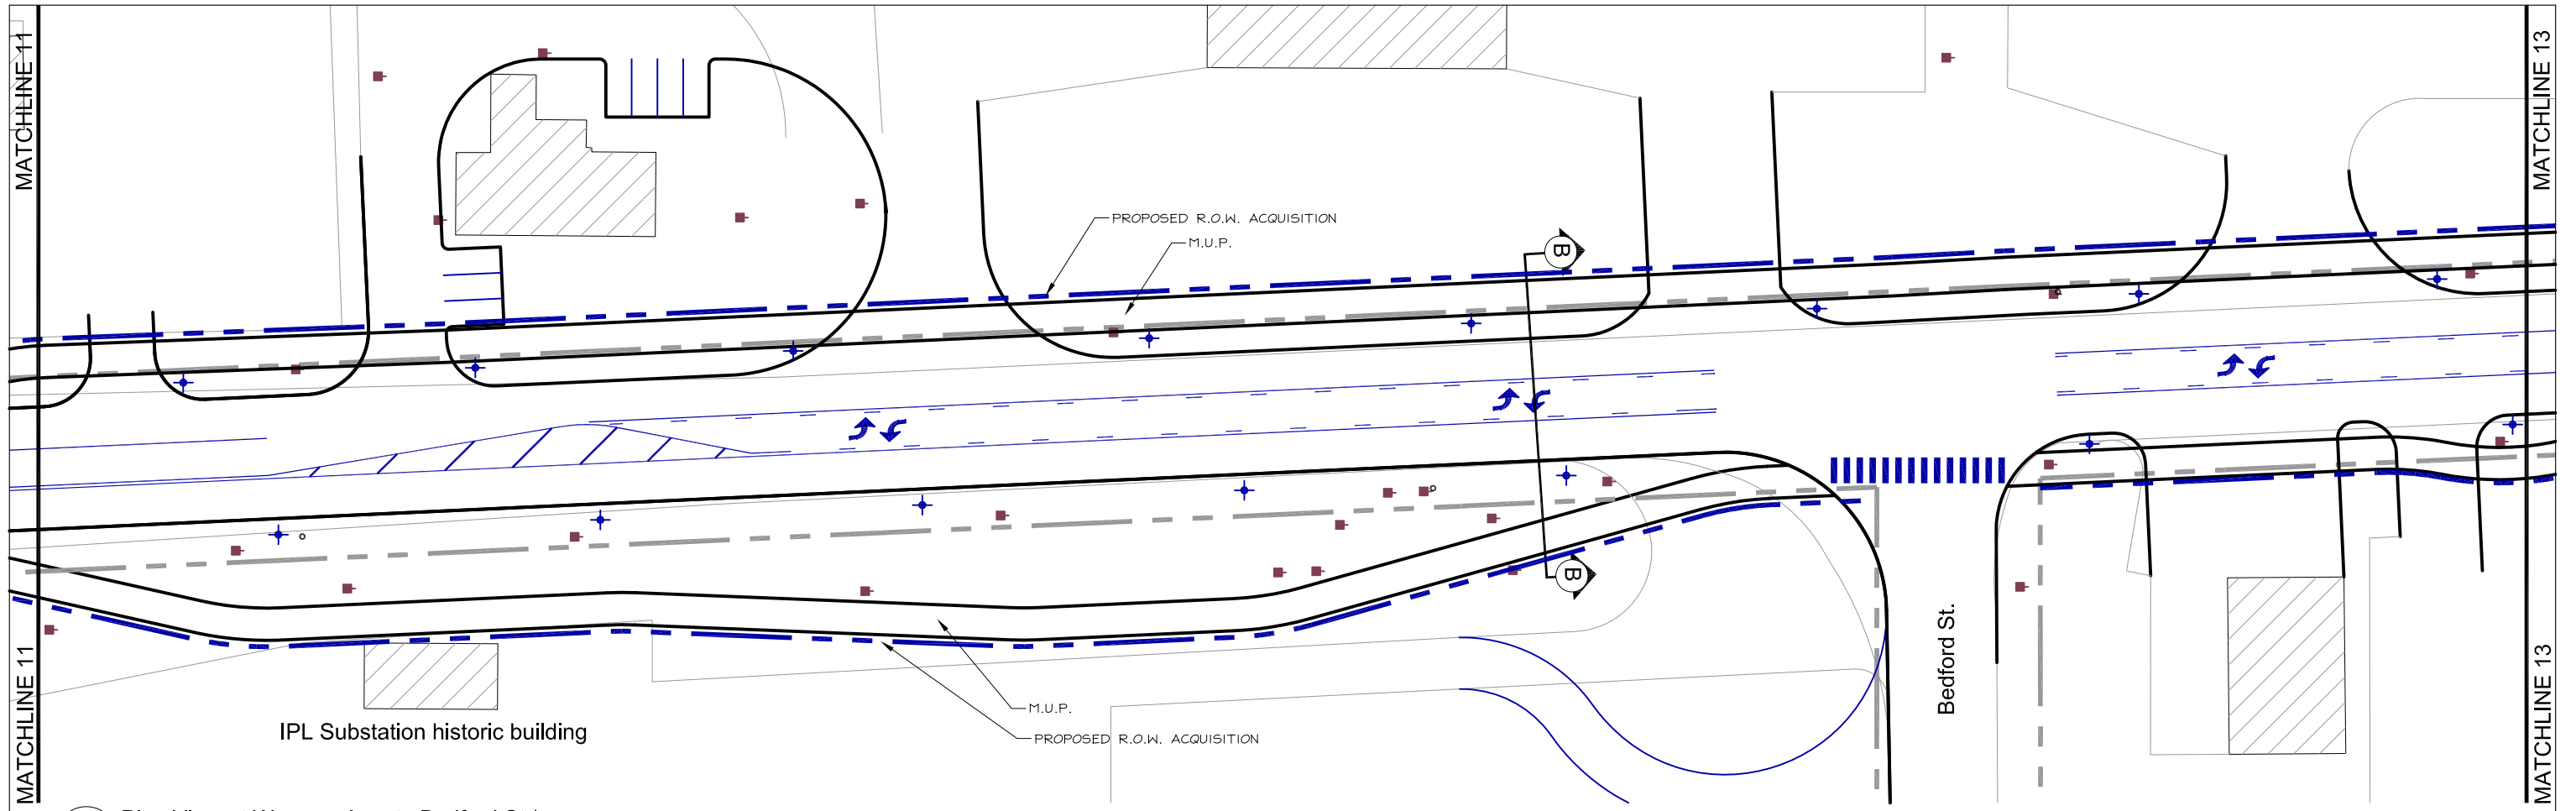 MATCHLINE 11
MATCHLINE 13
PROPOSED R.O.W. ACQUISITION
M.U.P.
B
B
Bedford St.
MATCHLINE 11
MATCHLINE 13
M.U.P.
IPL Substation historic building
PROPOSED R.O.W. ACQUISITION